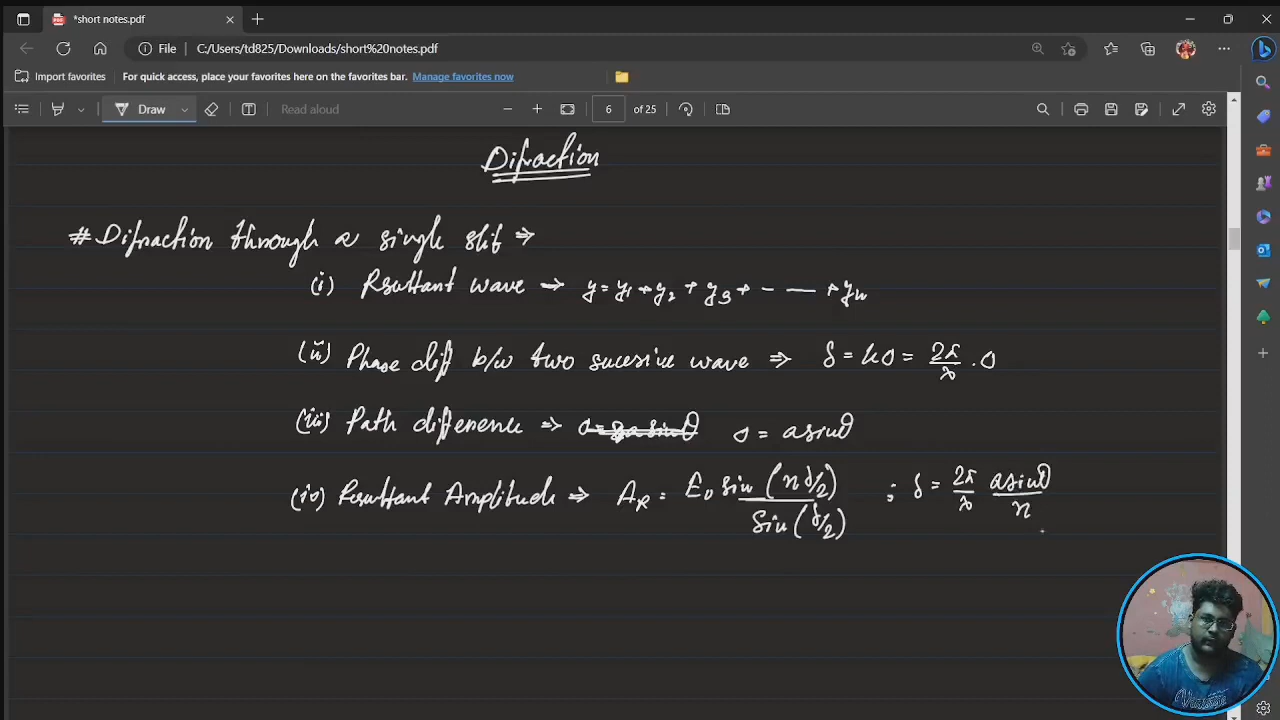 *short notes.pdf
File C:/Users/td825/Downloads/short%20notes.pdf
Import favorites For quick access, place your favorites here on the favorites bar. Manage favorites now
Draw Read aloud 6 of 25
Difraction
# Difraction through a single slit ⇒
(i) Resultant wave → y = y₁ + y₂ + y₃ + - — + yₙ
(ii) Phase diff b/w two sucessive wave ⇒ δ = kΔ = 2π/λ . Δ
(iii) Path difference ⇒ Δ = a sinθ
(iv) Resultant Amplitude ⇒ A_R = E₀ sin(nδ/2) / sin(δ/2) ; δ = 2π/λ a sinθ/n